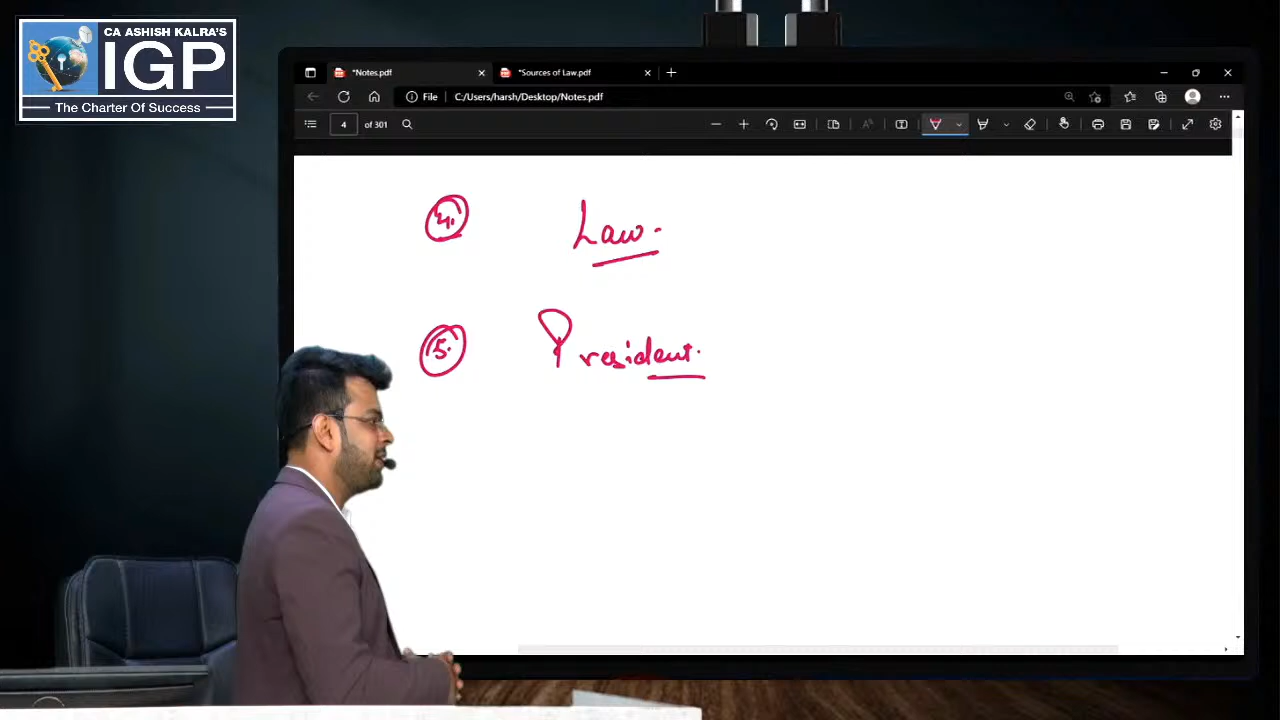 CA ASHISH KALRA'S
IGP
The Charter Of Success
*Notes.pdf
*Sources of Law.pdf
File
C:/Users/harsh/Desktop/Notes.pdf
4 of 301
4. Law.
5. President.